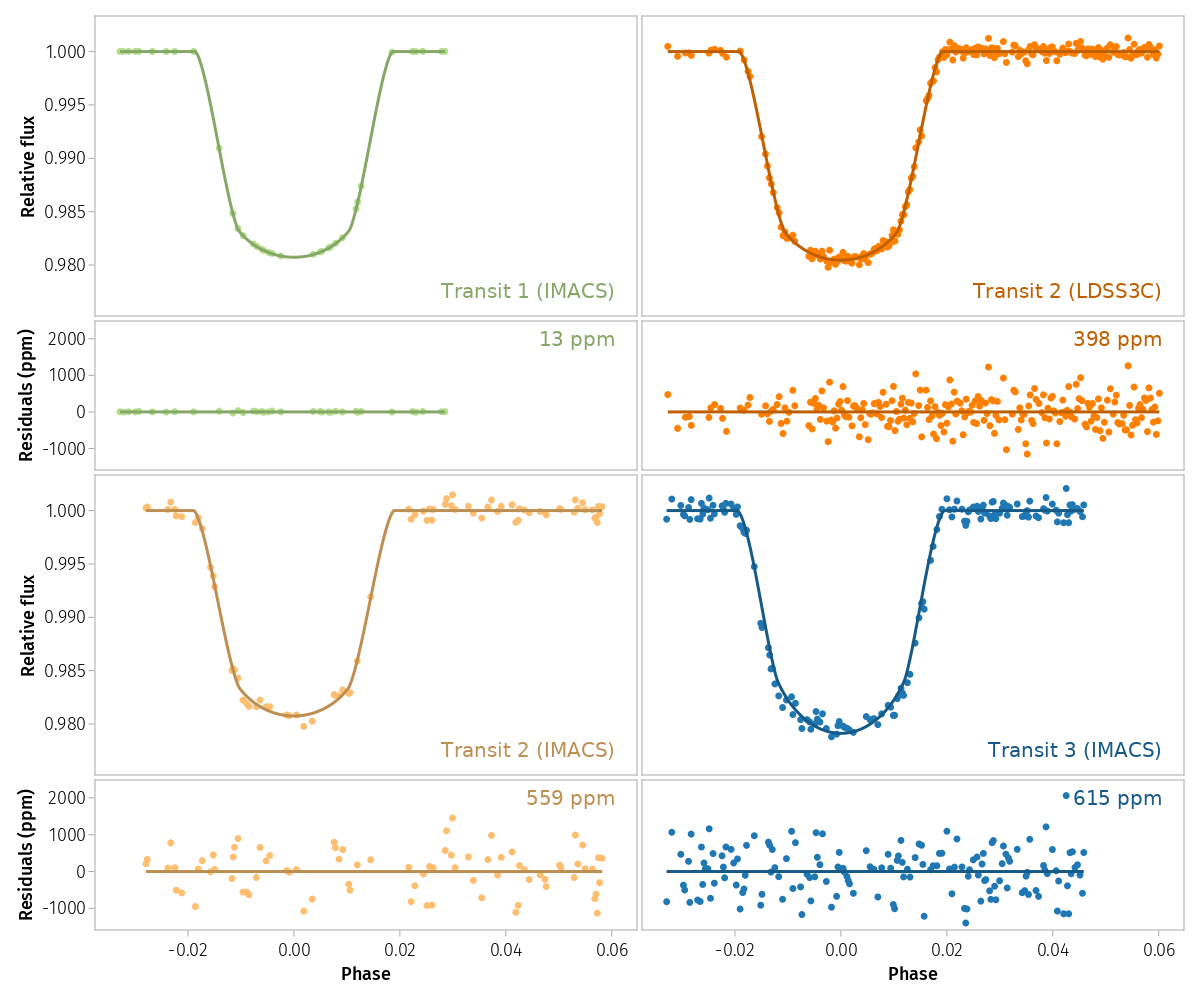 1.000
0.995
0.990
0.985
0.980
Relative flux
Transit 1 (IMACS)
Transit 2 (LDSS3C)
2000
1000
0
-1000
Residuals (ppm)
13 ppm
398 ppm
1.000
0.995
0.990
0.985
0.980
Relative flux
Transit 2 (IMACS)
Transit 3 (IMACS)
2000
1000
0
-1000
Residuals (ppm)
559 ppm
615 ppm
-0.02 0.00 0.02 0.04 0.06
Phase
-0.02 0.00 0.02 0.04 0.06
Phase